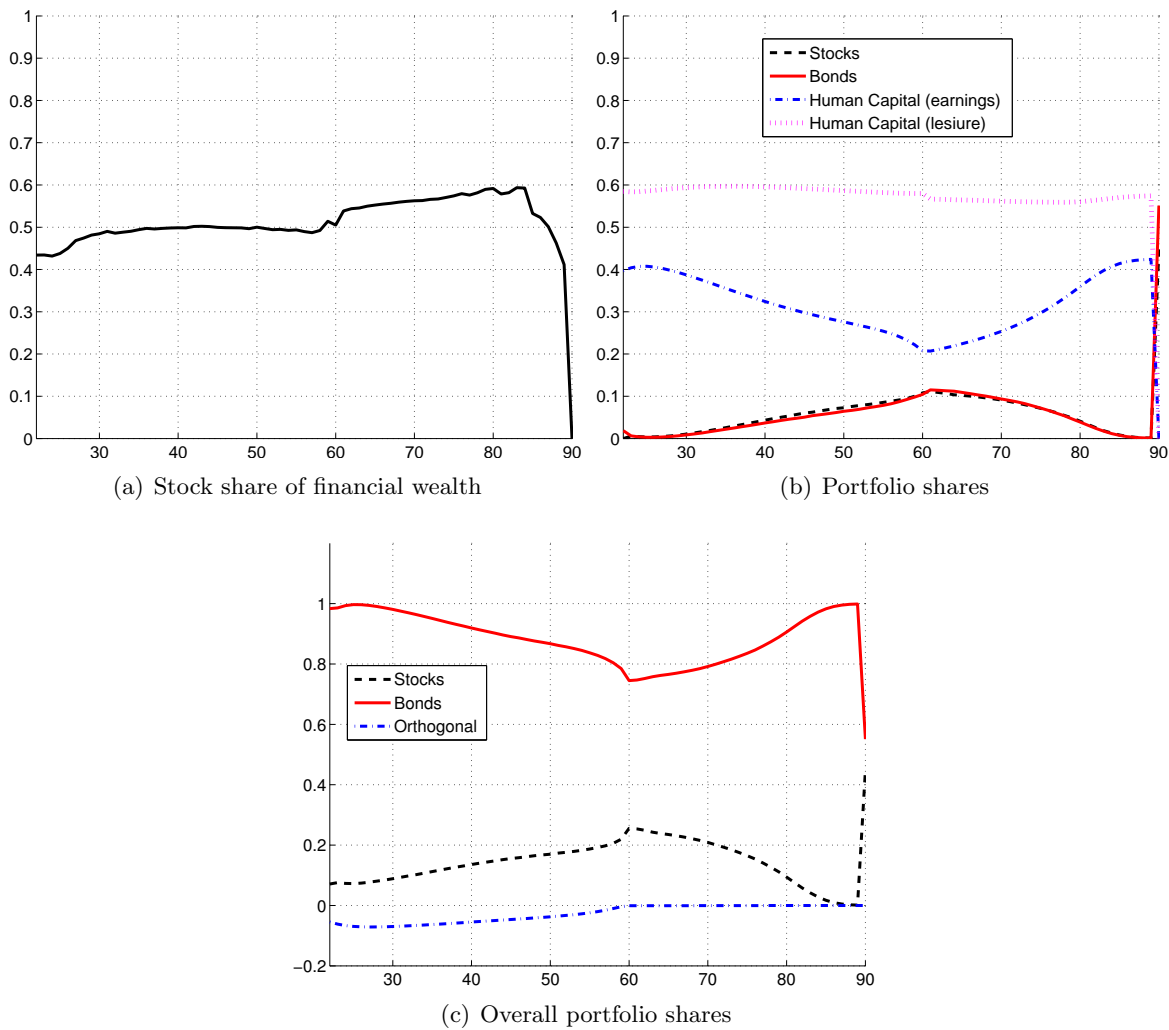 1
0.9
0.8
0.7
0.6
0.5
0.4
0.3
0.2
0.1
0
30 40 50 60 70 80 90
(a) Stock share of financial wealth
1
0.9
0.8
0.7
0.6
0.5
0.4
0.3
0.2
0.1
0
30 40 50 60 70 80 90
Stocks
Bonds
Human Capital (earnings)
Human Capital (lesiure)
(b) Portfolio shares
1
0.8
0.6
0.4
0.2
0
−0.2
30 40 50 60 70 80 90
Stocks
Bonds
Orthogonal
(c) Overall portfolio shares